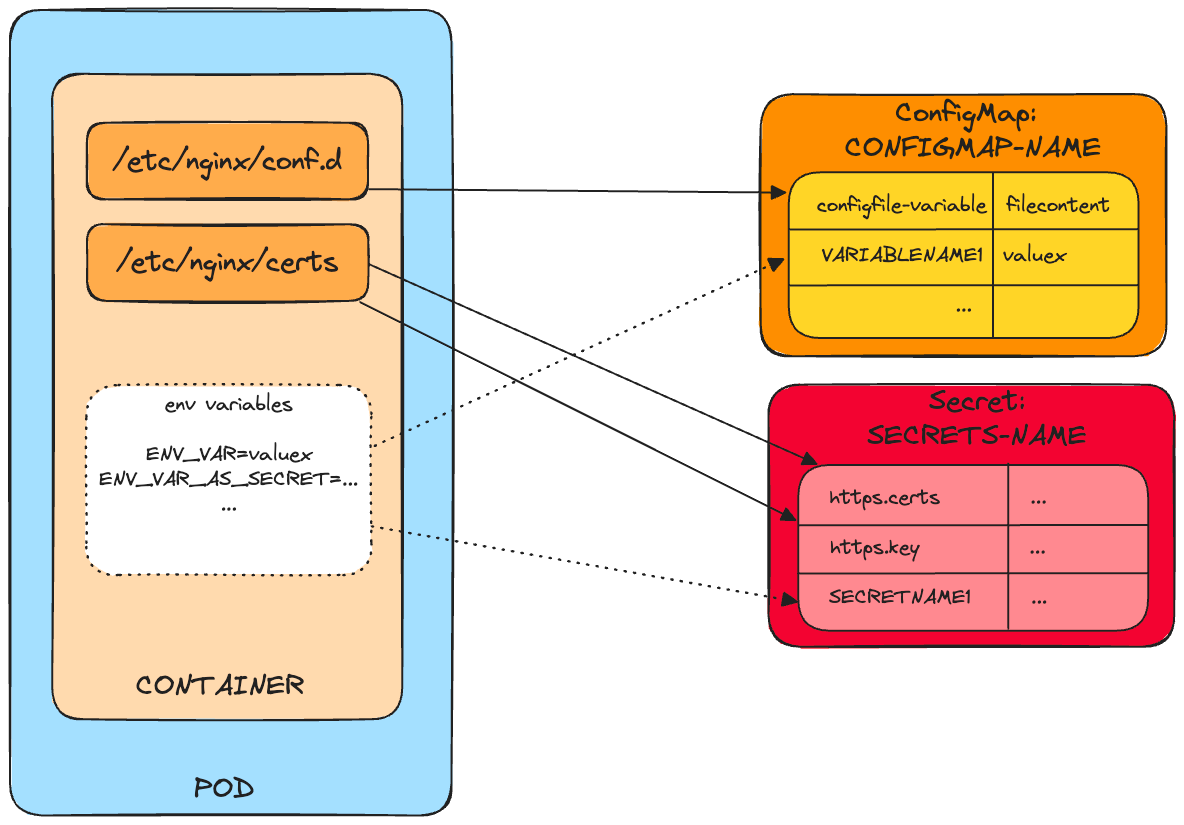 /etc/nginx/conf.d
/etc/nginx/certs
env variables
ENV_VAR=valuex
ENV_VAR_AS_SECRET=...
...
CONTAINER
POD
ConfigMap:
CONFIGMAP-NAME
configfile-variable filecontent
VARIABLENAME1 valuex
...
Secret:
SECRETS-NAME
https.certs ...
https.key ...
SECRETNAME1 ...